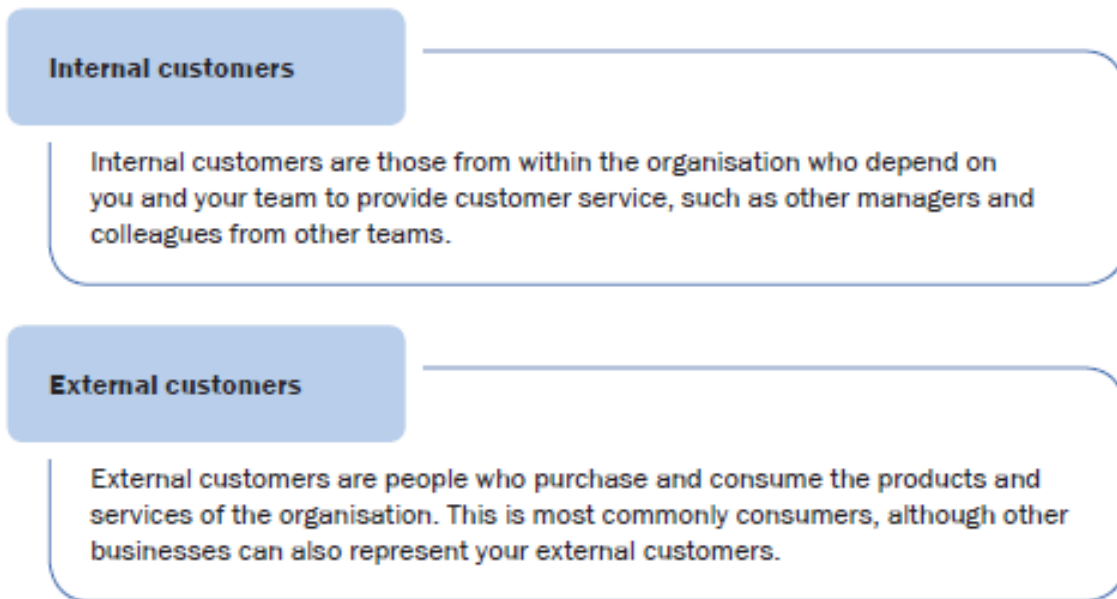 Internal customers
Internal customers are those from within the organisation who depend on
you and your team to provide customer service, such as other managers and
colleagues from other teams.
External customers
External customers are people who purchase and consume the products and
services of the organisation. This is most commonly consumers, although other
businesses can also represent your external customers.